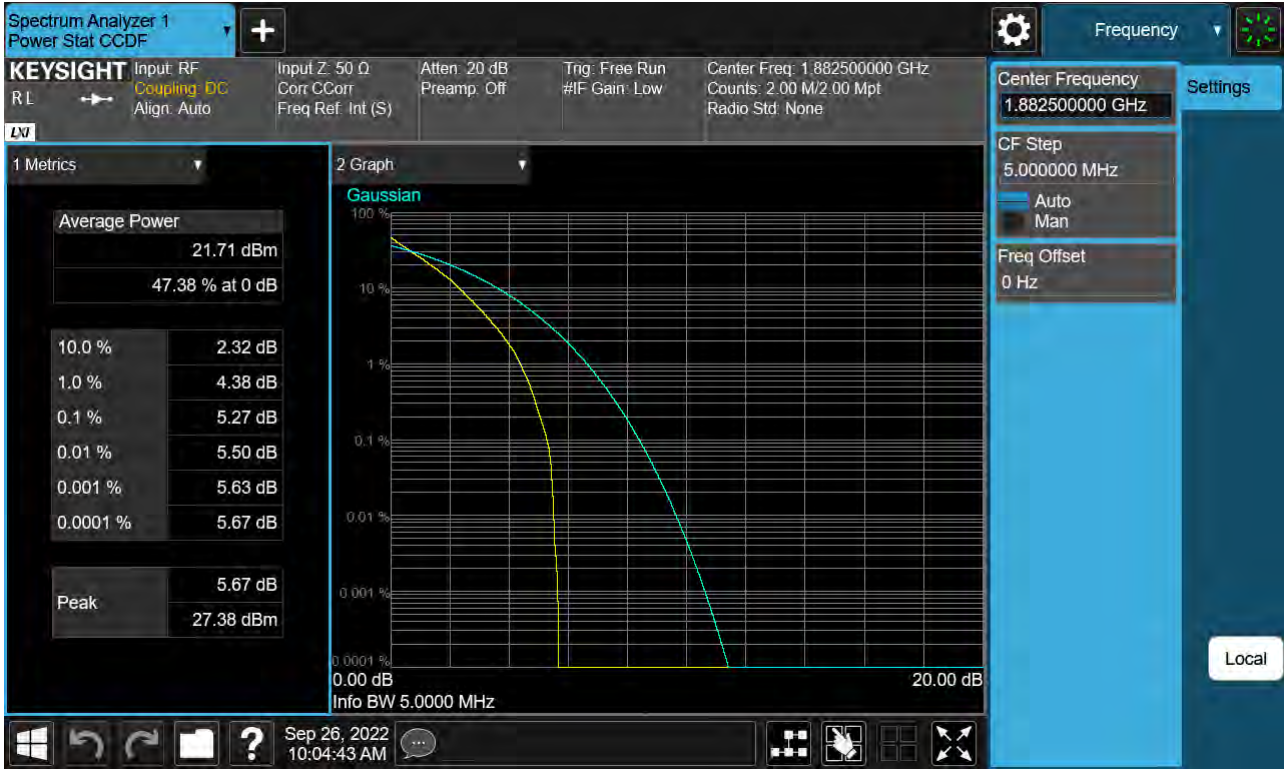 Spectrum Analyzer 1
Power Stat CCDF
Frequency
KEYSIGHT
R L
LXI
Input: RF
Coupling: DC
Align: Auto
Input Z: 50 Ω
Corr CCorr
Freq Ref: Int (S)
Atten: 20 dB
Preamp: Off
Trig: Free Run
#IF Gain: Low
Center Freq: 1.882500000 GHz
Counts: 2.00 M/2.00 Mpt
Radio Std: None
Center Frequency
1.882500000 GHz
Settings
CF Step
5.000000 MHz
Auto
Man
Freq Offset
0 Hz
Local
1 Metrics
Average Power
21.71 dBm
47.38 % at 0 dB
10.0 % 2.32 dB
1.0 % 4.38 dB
0.1 % 5.27 dB
0.01 % 5.50 dB
0.001 % 5.63 dB
0.0001 % 5.67 dB
Peak
5.67 dB
27.38 dBm
2 Graph
Gaussian
100 %
10 %
1 %
0.1 %
0.01 %
0.001 %
0.0001 %
0.00 dB 20.00 dB
Info BW 5.0000 MHz
?
Sep 26, 2022
10:04:43 AM